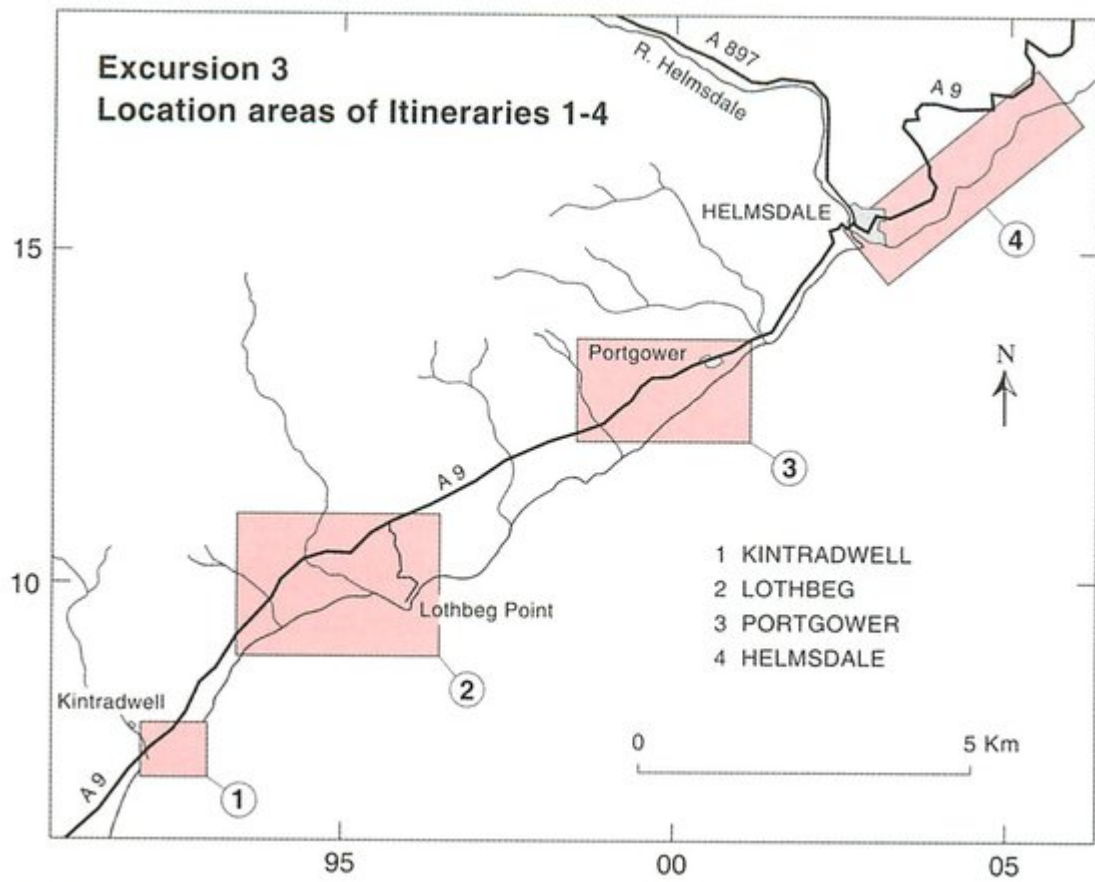 Excursion 3
Location areas of Itineraries 1-4
A 897
R. Helmsdale
A 9
HELMSDALE
4
15
N
Portgower
3
A 9
10
Lothbeg Point
1 KINTRADWELL
2 LOTHBEG
3 PORTGOWER
4 HELMSDALE
2
Kintradwell
0 5 Km
A 9
1
95 00 05